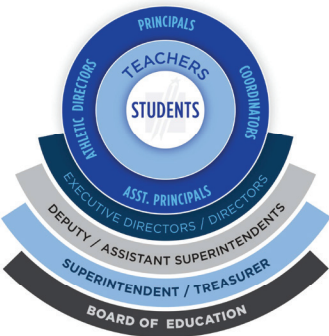 PRINCIPALS
ATHLETIC DIRECTORS
COORDINATORS
ASST. PRINCIPALS
TEACHERS
STUDENTS
EXECUTIVE DIRECTORS / DIRECTORS
DEPUTY / ASSISTANT SUPERINTENDENTS
SUPERINTENDENT / TREASURER
BOARD OF EDUCATION